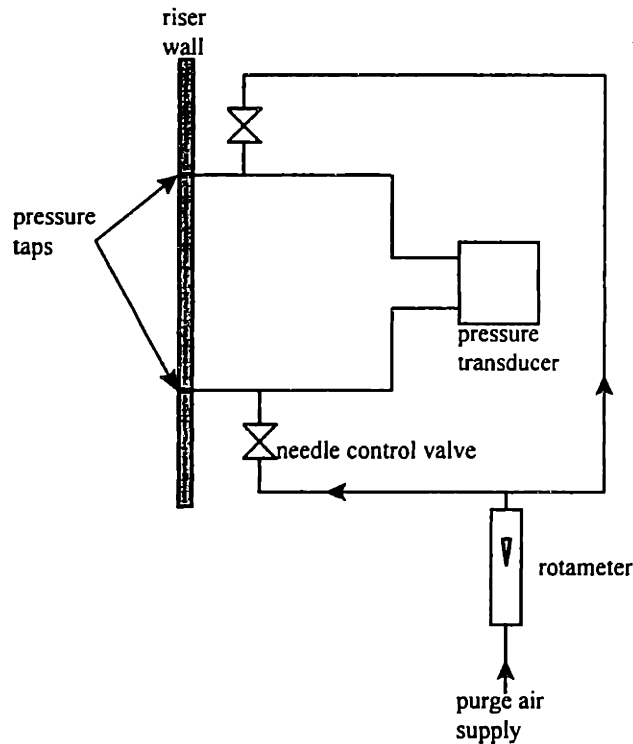 riser
wall
pressure
taps
pressure
transducer
needle control valve
rotameter
purge air
supply